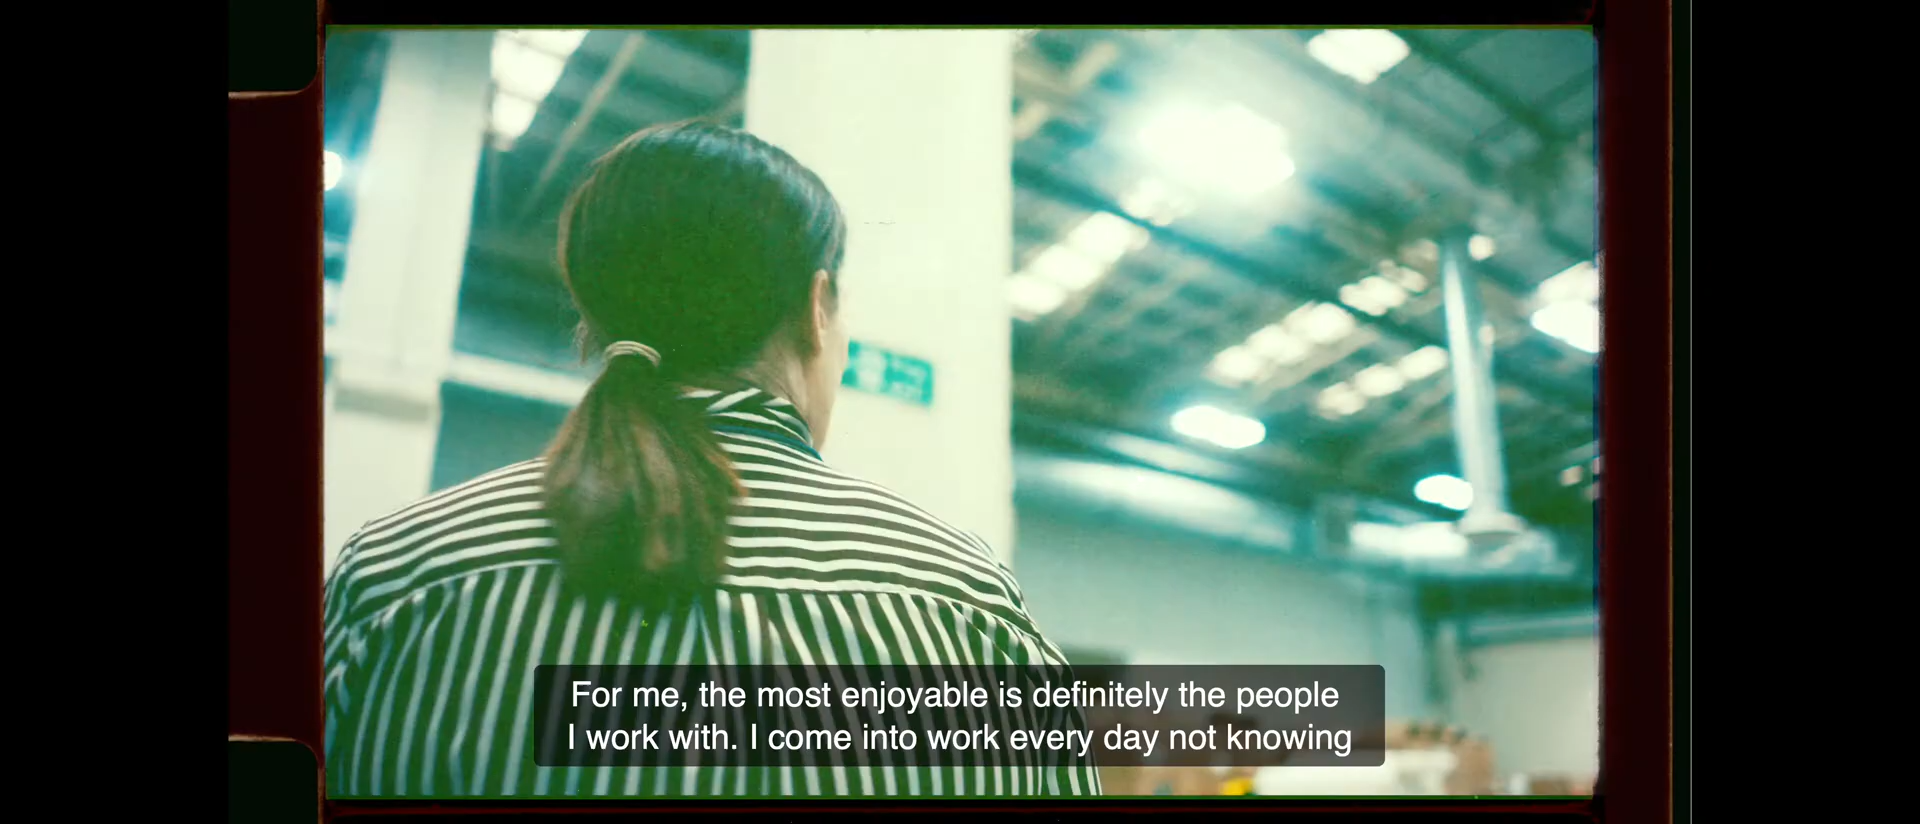 For me, the most enjoyable is definitely the people
I work with. I come into work every day not knowing